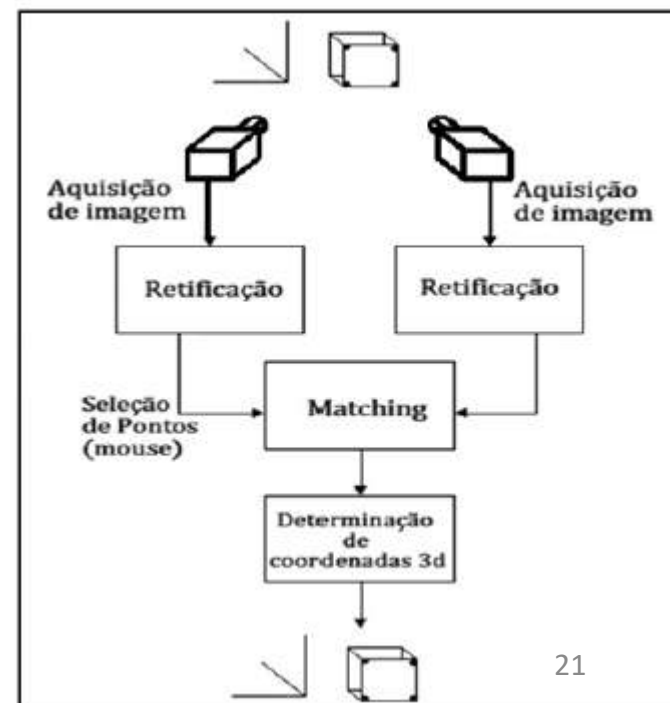 Aquisição
de imagem
Aquisição
de imagem
Retificação
Retificação
Seleção
de Pontos
(mouse)
Matching
Determinação
de
coordenadas 3d
21